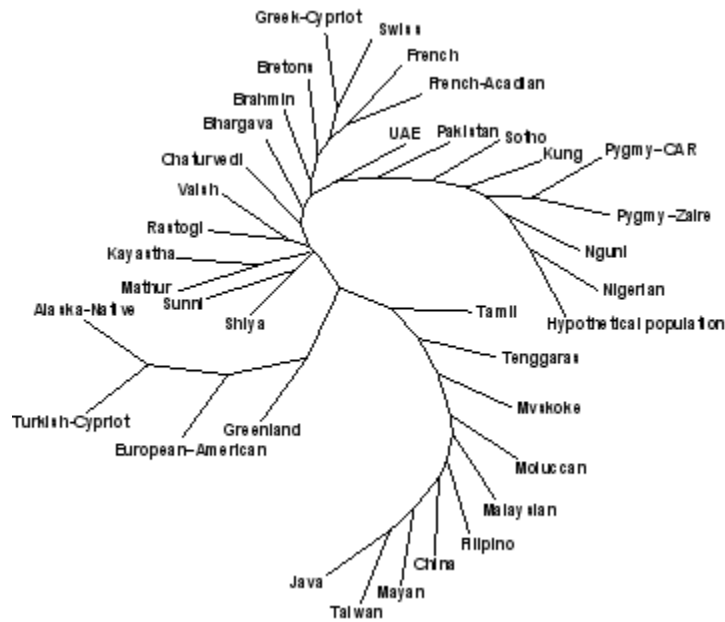 Greek-Cypriot
Swiss
French
Bretons
French-Acadian
Brahmin
Bhargava
UAE
Pakistan
Sotho
Kung
Pygmy-CAR
Chaturvedi
Vaish
Pygmy-Zaire
Rastogi
Nguni
Kayastha
Mathur
Nigerian
Sunni
Alaska-Native
Shiya
Tamil
Hypothetical population
Tenggaras
Mvskoke
Turkish-Cypriot
Greenland
European-American
Moluccan
Malaysian
Filipino
China
Java
Mayan
Taiwan